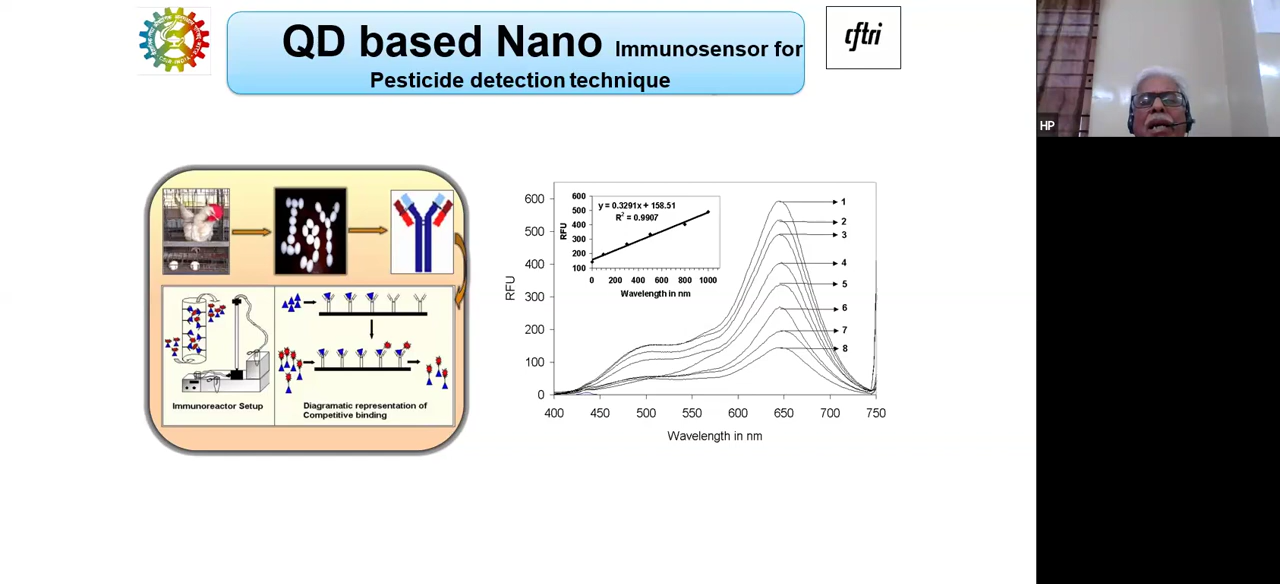 QD based Nano Immunosensor for
Pesticide detection technique
cftri
HP
Immunoreactor Setup
Diagramatic representation of
Competitive binding
600
500
400
300
200
100
0
RFU
400
450
500
550
600
650
700
750
Wavelength in nm
1
2
3
4
5
6
7
8
600
500
400
300
200
100
RFU
y = 0.3291x + 158.51
R² = 0.9907
0
200
400
600
800
1000
Wavelength in nm